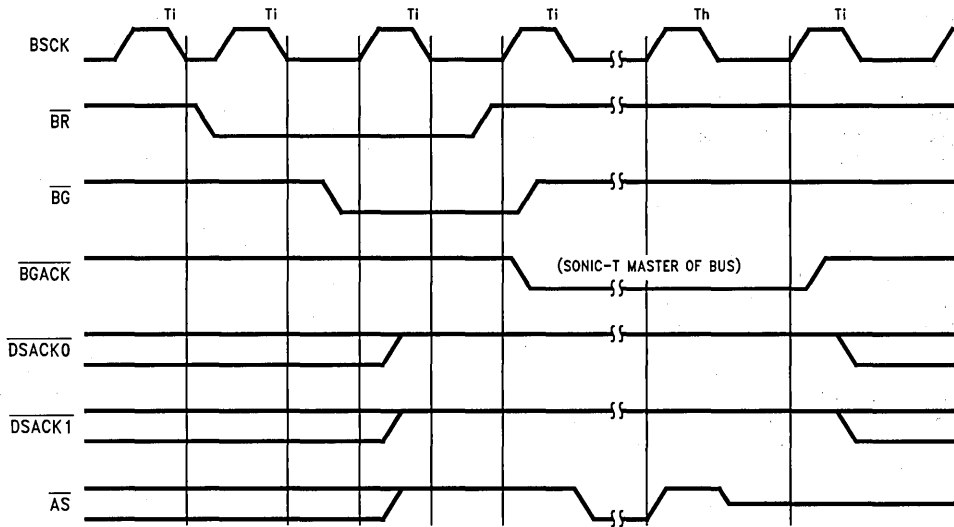 Ti Ti Ti Ti Th Ti
BSCK
BR
BG
BGACK
(SONIC-T MASTER OF BUS)
DSACK0
DSACK1
AS